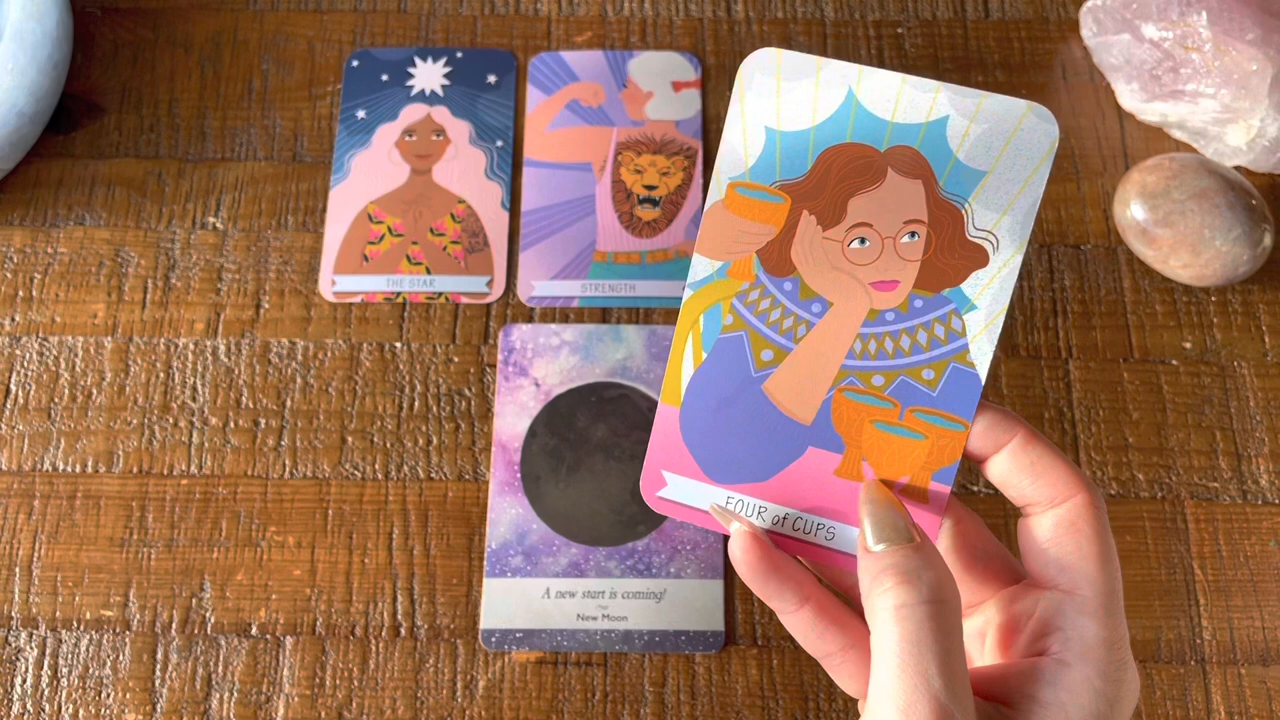 THE STAR
STRENGTH
FOUR of CUPS
A new start is coming!
New Moon